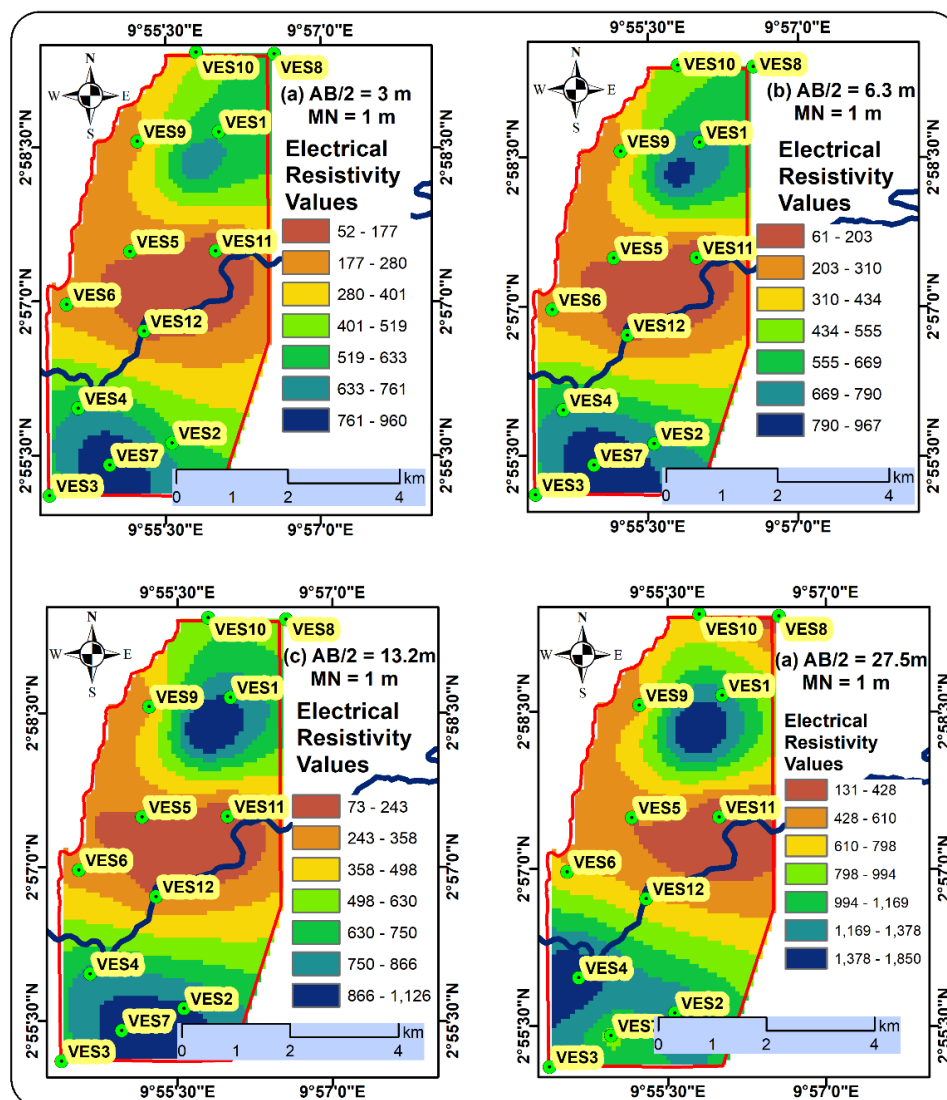 9°55'30"E 9°57'0"E
VES10 VES8
N
W E
S
(a) AB/2 = 3 m
MN = 1 m
VES9 VES1
2°58'30"N
Electrical
Resistivity
Values
52 - 177
177 - 280
280 - 401
401 - 519
519 - 633
633 - 761
761 - 960
VES5 VES11
2°57'0"N
VES6
VES12
VES4
VES2
2°55'30"N
VES7
VES3
km
0 1 2 4
9°55'30"E 9°57'0"E
9°55'30"E 9°57'0"E
VES10 VES8
N
W E
S
(b) AB/2 = 6.3 m
MN = 1 m
VES9 VES1
2°58'30"N
Electrical
Resistivity
Values
61 - 203
203 - 310
310 - 434
434 - 555
555 - 669
669 - 790
790 - 967
VES5 VES11
2°57'0"N
VES6
VES12
VES4
VES2
2°55'30"N
VES7
VES3
km
0 1 2 4
9°55'30"E 9°57'0"E
9°55'30"E 9°57'0"E
VES10 VES8
N
W E
S
(c) AB/2 = 13.2m
MN = 1 m
VES9 VES1
2°58'30"N
Electrical
Resistivity
Values
73 - 243
243 - 358
358 - 498
498 - 630
630 - 750
750 - 866
866 - 1,126
VES5 VES11
2°57'0"N
VES6
VES12
VES4
VES2
2°55'30"N
VES7
VES3
km
0 1 2 4
9°55'30"E 9°57'0"E
9°55'30"E 9°57'0"E
VES10 VES8
N
W E
S
(a) AB/2 = 27.5m
MN = 1 m
VES9 VES1
2°58'30"N
Electrical
Resistivity
Values
131 - 428
428 - 610
610 - 798
798 - 994
994 - 1,169
1,169 - 1,378
1,378 - 1,850
VES5 VES11
2°57'0"N
VES6
VES12
VES4
VES2
2°55'30"N
VES7
VES3
km
0 1 2 4
9°55'30"E 9°57'0"E